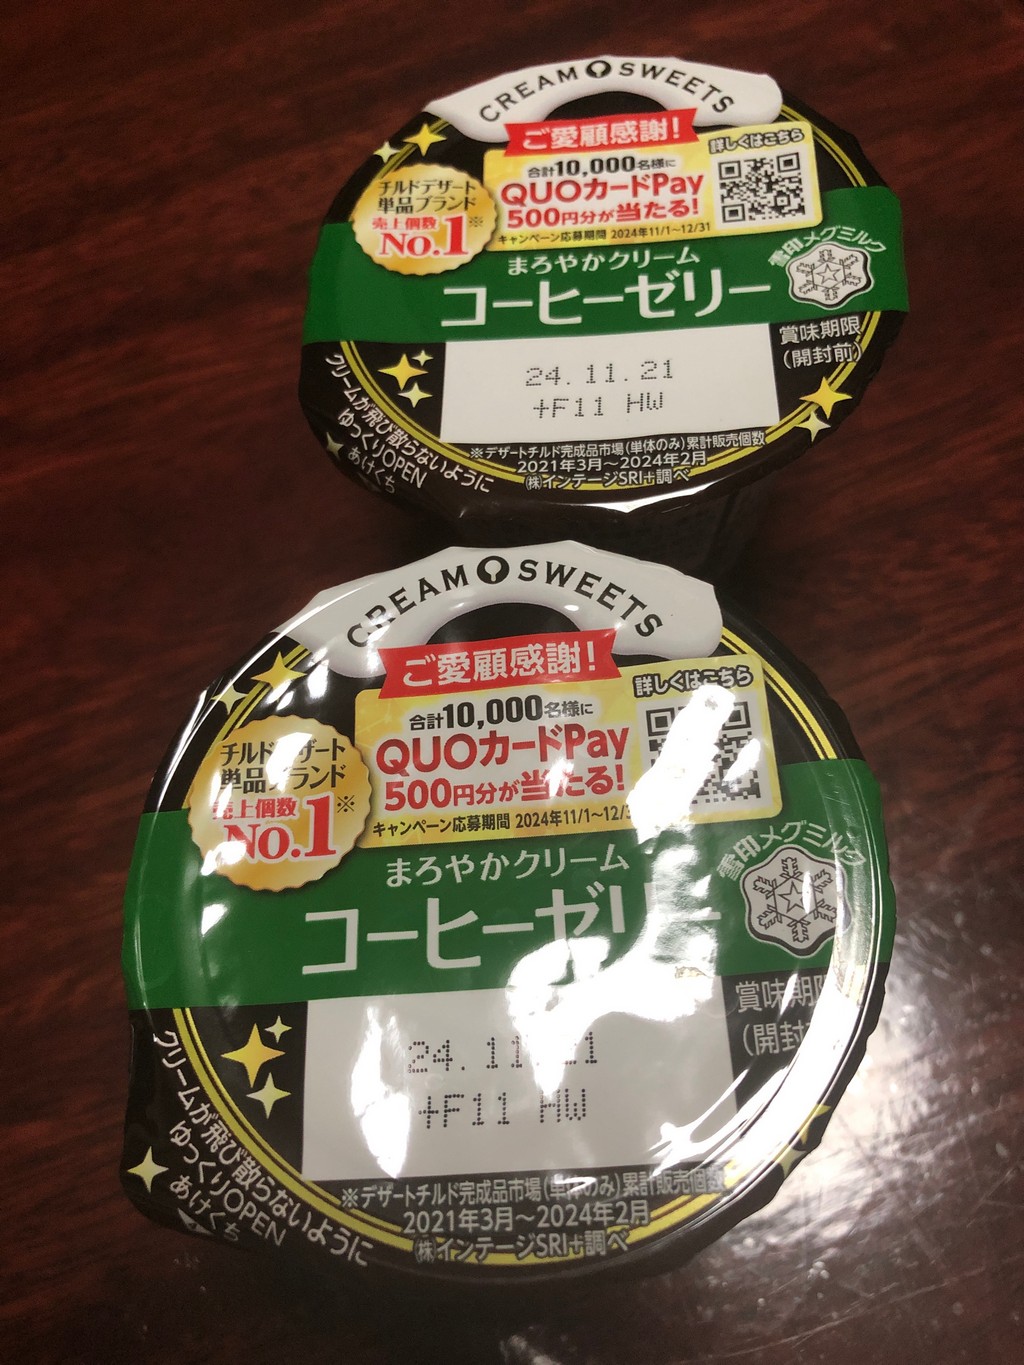 CREAM SWEETS
ご愛顧感謝!
詳しくはこちら
合計10,000名様に
QUOカードPay
500円分が当たる!
キャンペーン応募期間 2024年11/1〜12/31
チルドデザート
単品ブランド
売上個数※
No.1
まろやかクリーム
コーヒーゼリー
雪印メグミルク
賞味期限
(開封前)
24.11.21
+F11 HW
※デザートチルド完成品市場(単体のみ)累計販売個数
2021年3月〜2024年2月
㈱インテージSRI+調べ
クリームが飛び散らないように
ゆっくりOPEN
あけくち
CREAM SWEETS
ご愛顧感謝!
詳しくはこちら
合計10,000名様に
QUOカードPay
500円分が当たる!
キャンペーン応募期間 2024年11/1〜12/3
チルドデザート
単品ブランド
売上個数※
No.1
まろやかクリーム
コーヒーゼリー
雪印メグミルク
賞味期限
(開封
24.11.21
+F11 HW
※デザートチルド完成品市場(単体のみ)累計販売個数
2021年3月〜2024年2月
㈱インテージSRI+調べ
クリームが飛び散らないように
ゆっくりOPEN
あけくち